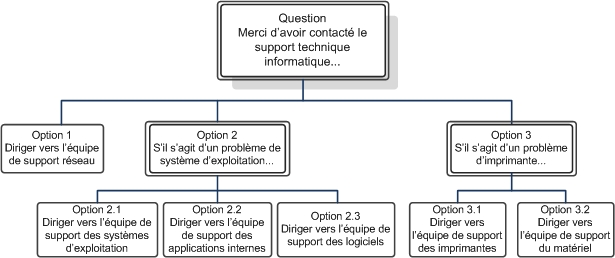 Question
Merci d'avoir contacté le
support technique
informatique...
Option 1
Diriger vers l'équipe
de support réseau
Option 2
S'il s'agit d'un problème de
système d'exploitation...
Option 3
S'il s'agit d'un problème
d'imprimante...
Option 2.1
Diriger vers l'équipe de
support des systèmes
d'exploitation
Option 2.2
Diriger vers l'équipe
de support des
applications internes
Option 2.3
Diriger vers l'équipe de
support des logiciels
Option 3.1
Diriger vers
l'équipe de support
des imprimantes
Option 3.2
Diriger vers
l'équipe de support
du matériel